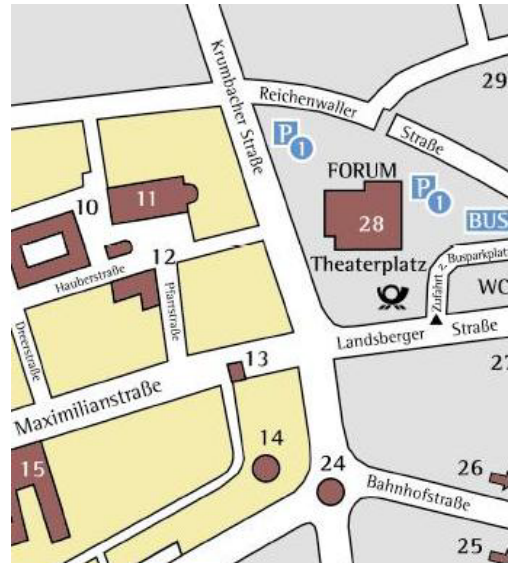 Krumbacher Straße
Reichenwaller
Straße
29
P
1
FORUM
P
1
11
10
28
BUS
Theaterplatz
12
Hauberstraße
Pfarrstraße
Zufahrt z. Busparkplatz
WC
Dreerstraße
Landsberger Straße
13
27
Maximilianstraße
14
15
24
26
Bahnhofstraße
25